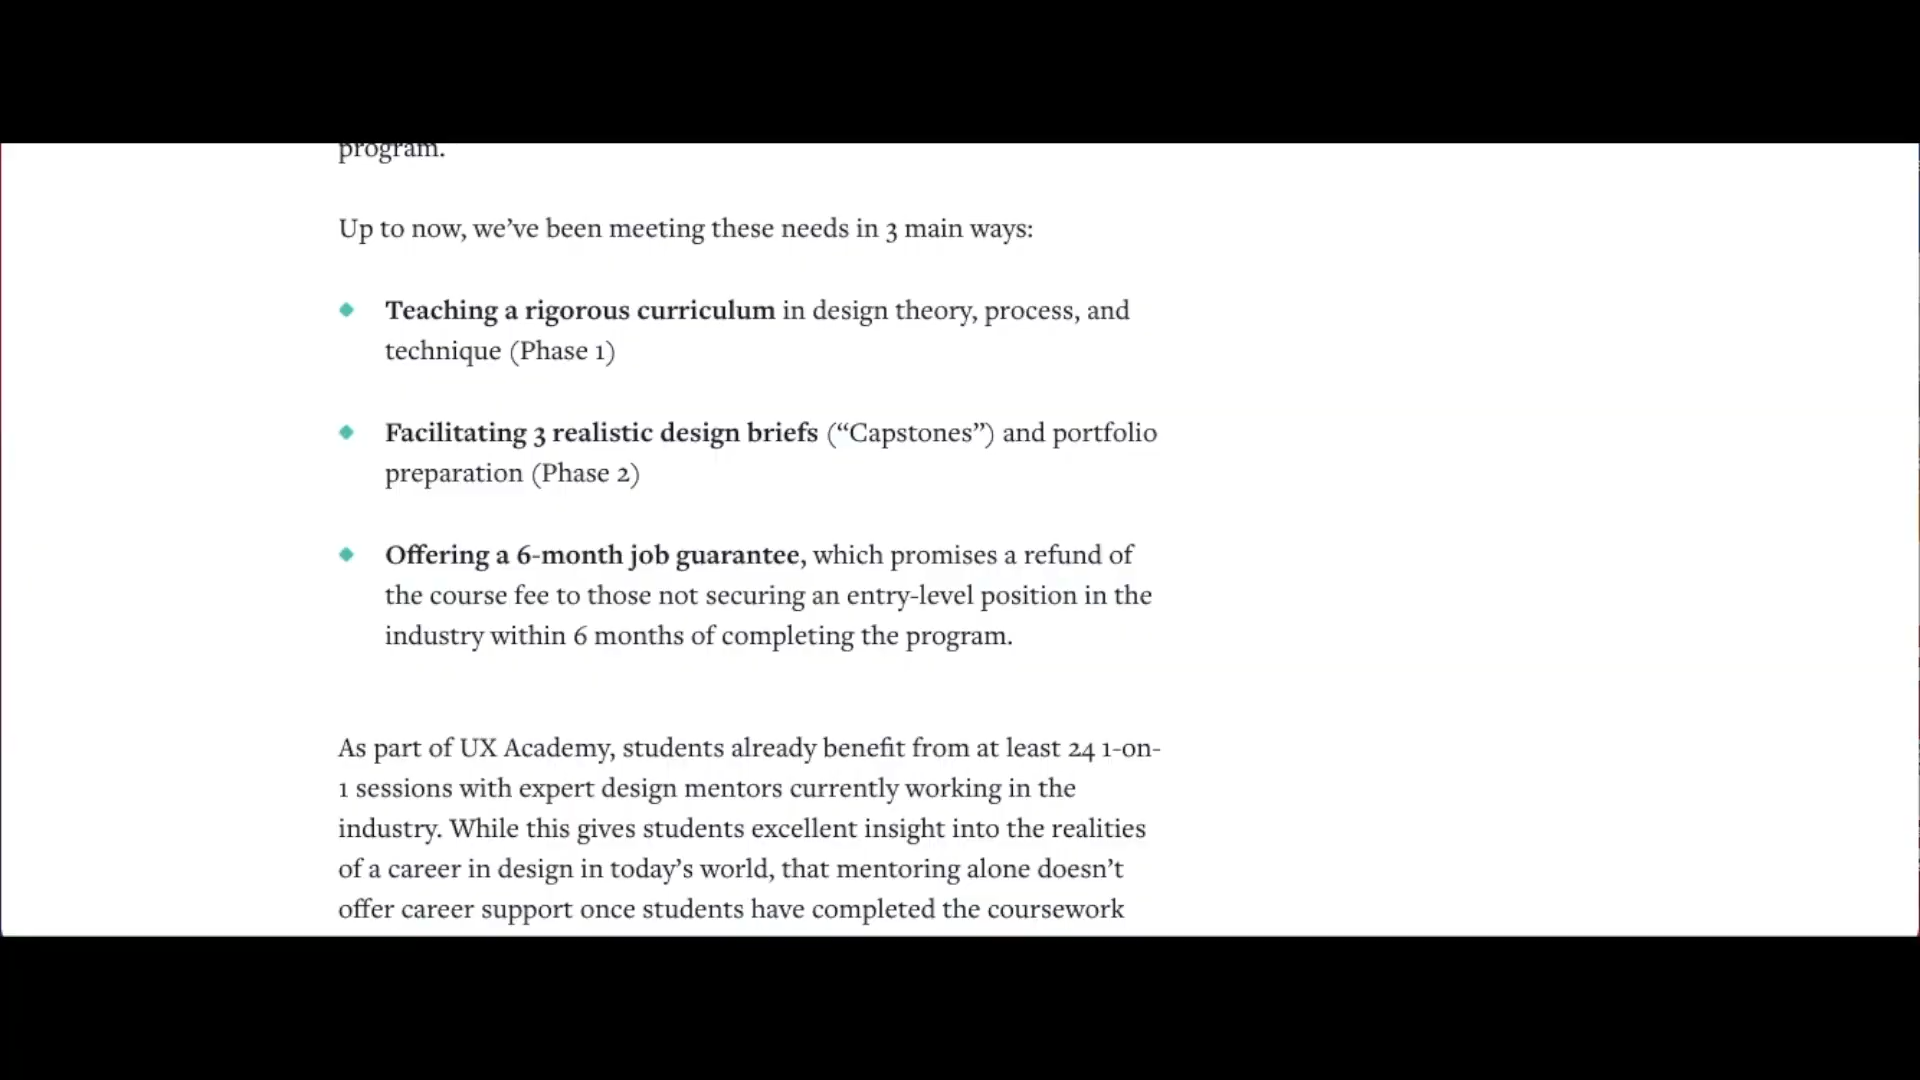 program.
Up to now, we’ve been meeting these needs in 3 main ways:
Teaching a rigorous curriculum in design theory, process, and
technique (Phase 1)
Facilitating 3 realistic design briefs (“Capstones”) and portfolio
preparation (Phase 2)
Offering a 6-month job guarantee, which promises a refund of
the course fee to those not securing an entry-level position in the
industry within 6 months of completing the program.
As part of UX Academy, students already benefit from at least 24 1-on-
1 sessions with expert design mentors currently working in the
industry. While this gives students excellent insight into the realities
of a career in design in today’s world, that mentoring alone doesn’t
offer career support once students have completed the coursework